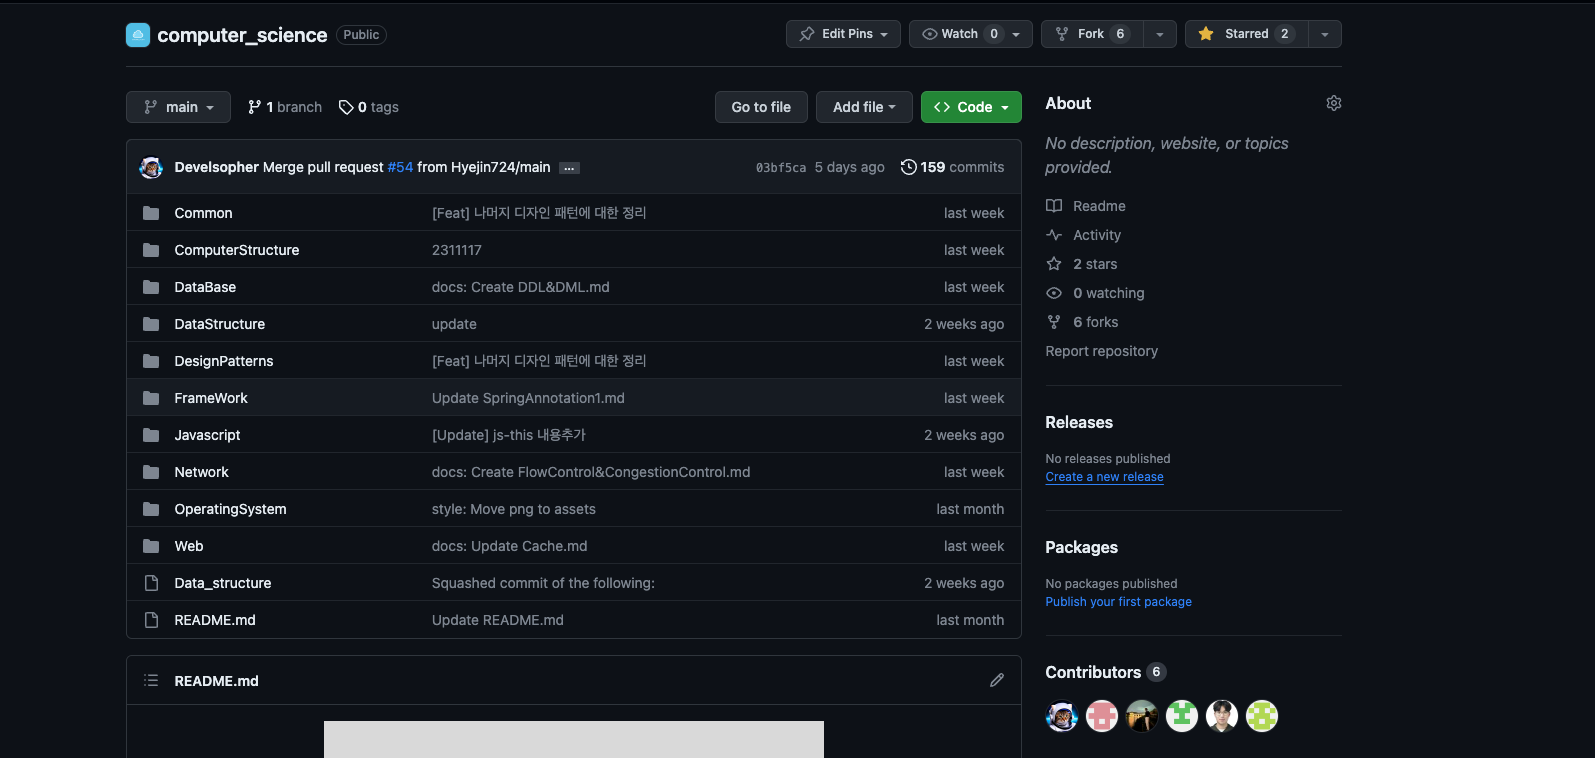 computer_science Public Edit Pins Watch 0 Fork 6 Starred 2
main 1 branch 0 tags Go to file Add file Code
Develsopher Merge pull request #54 from Hyejin724/main ... 03bf5ca 5 days ago 159 commits
Common [Feat] 나머지 디자인 패턴에 대한 정리 last week
ComputerStructure 2311117 last week
DataBase docs: Create DDL&DML.md last week
DataStructure update 2 weeks ago
DesignPatterns [Feat] 나머지 디자인 패턴에 대한 정리 last week
FrameWork Update SpringAnnotation1.md last week
Javascript [Update] js-this 내용추가 2 weeks ago
Network docs: Create FlowControl&CongestionControl.md last week
OperatingSystem style: Move png to assets last month
Web docs: Update Cache.md last week
Data_structure Squashed commit of the following: 2 weeks ago
README.md Update README.md last month
README.md
About
No description, website, or topics
provided.
Readme
Activity
2 stars
0 watching
6 forks
Report repository
Releases
No releases published
Create a new release
Packages
No packages published
Publish your first package
Contributors 6